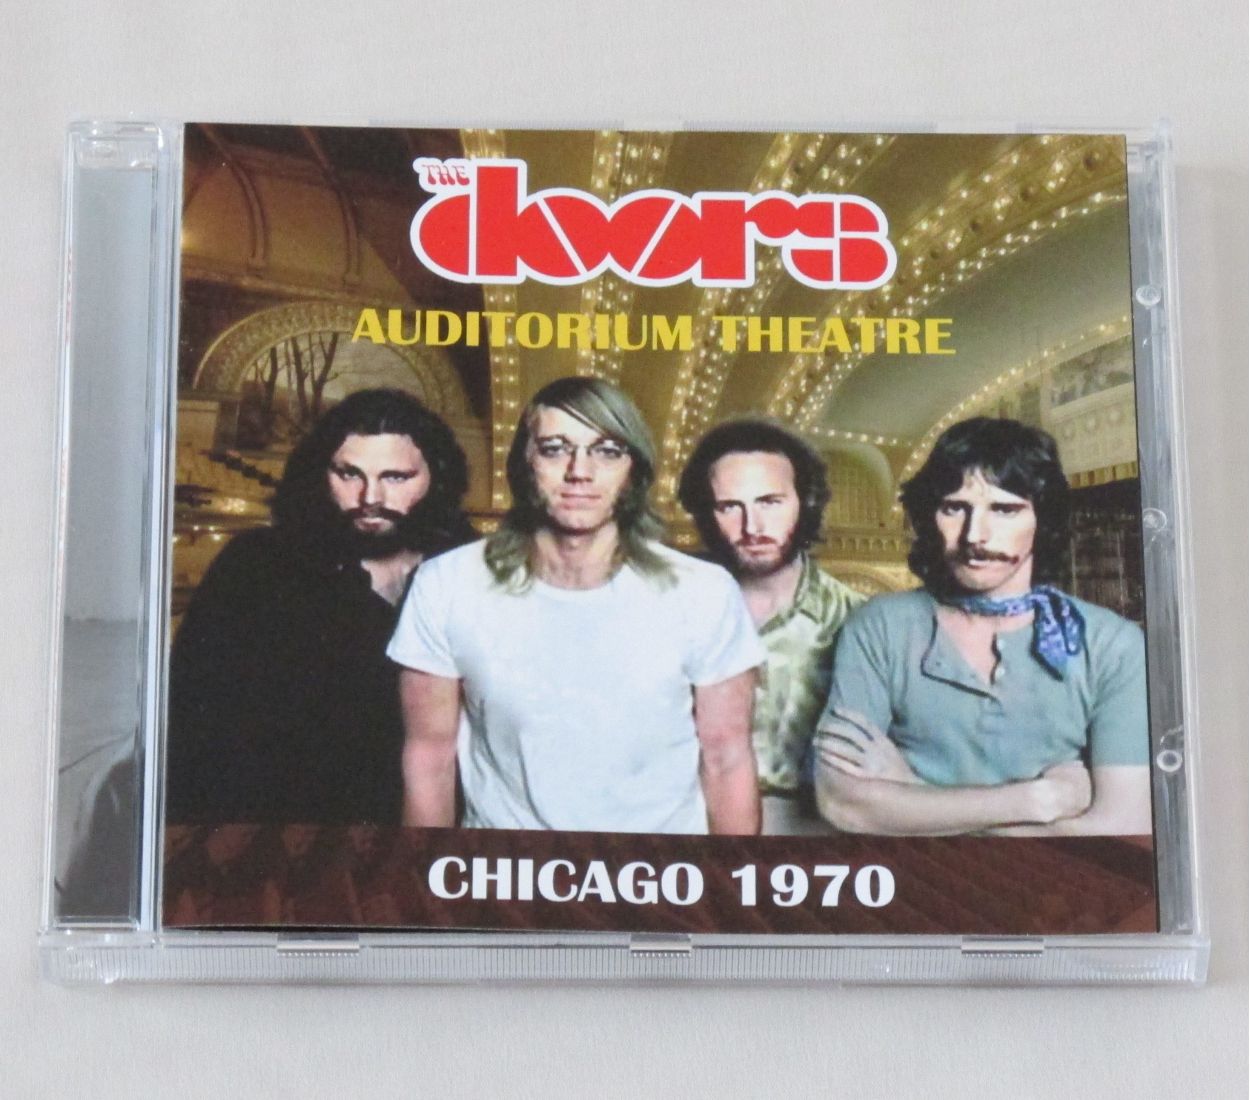 THE
doors
AUDITORIUM THEATRE
CHICAGO 1970